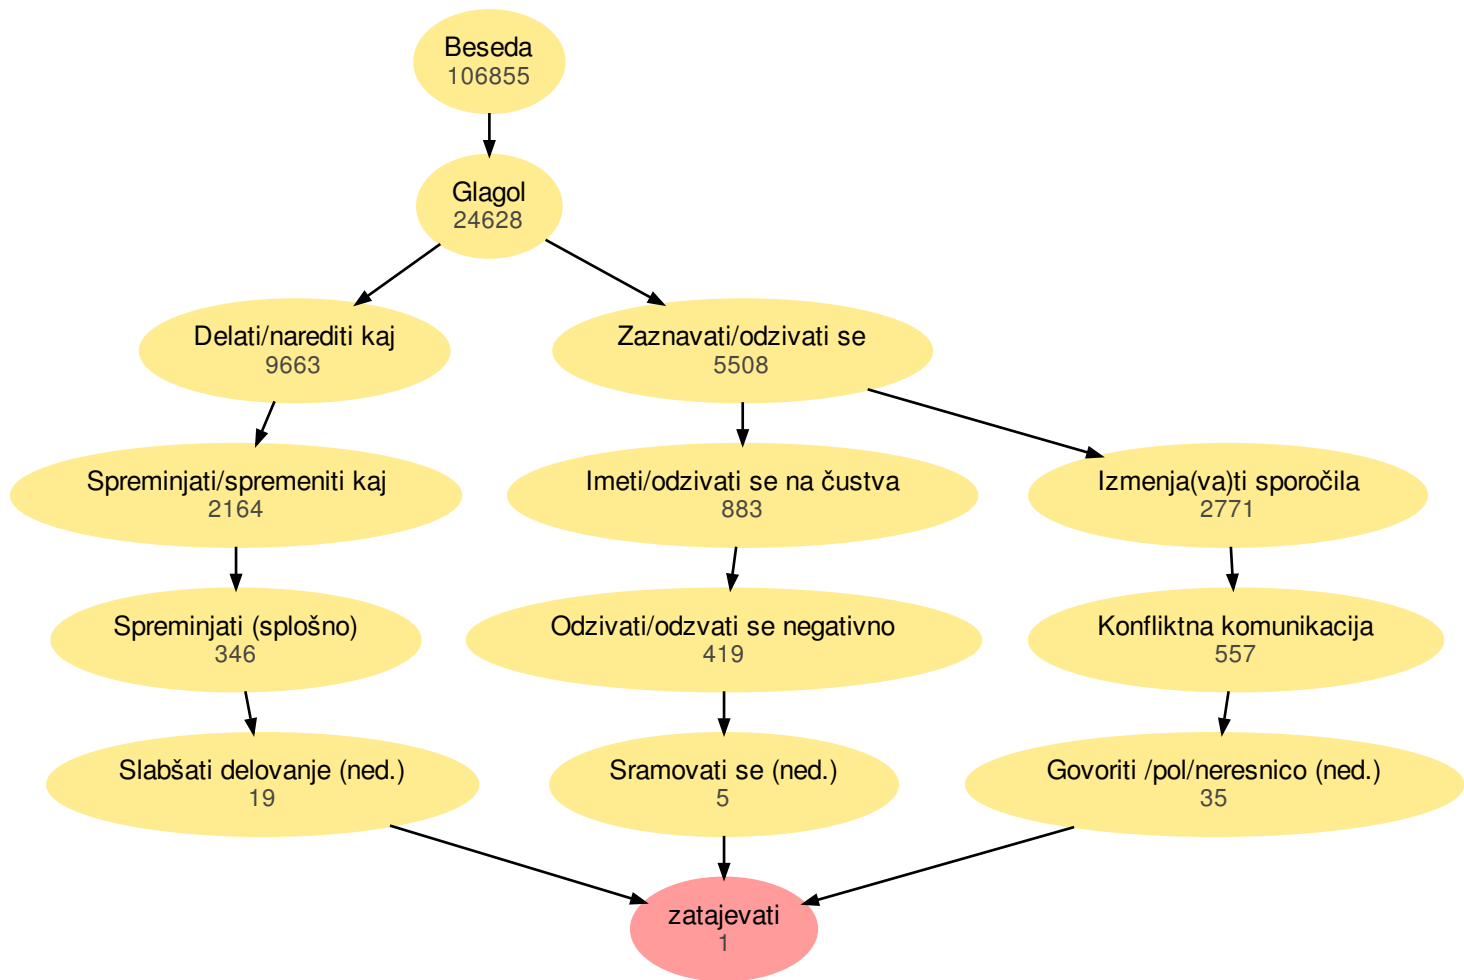 Beseda
106855
Glagol
24628
Delati/narediti kaj
9663
Zaznavati/odzivati se
5508
Spreminjati/spremeniti kaj
2164
Imeti/odzivati se na čustva
883
Izmenja(va)ti sporočila
2771
Spreminjati (splošno)
346
Odzivati/odzvati se negativno
419
Konfliktna komunikacija
557
Slabšati delovanje (ned.)
19
Sramovati se (ned.)
5
Govoriti /pol/neresnico (ned.)
35
zatajevati
1